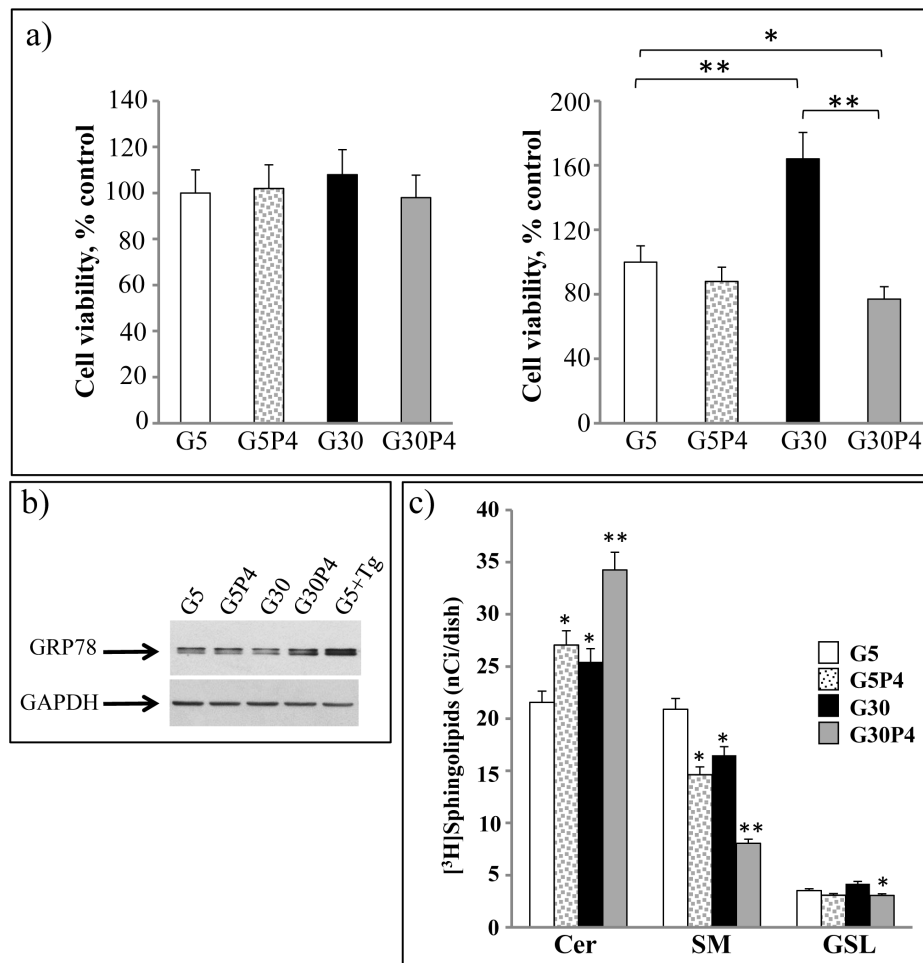 a)
Cell viability, % control
140
120
100
80
60
40
20
0
G5 G5P4 G30 G30P4
Cell viability, % control
200
160
120
80
40
0
*
**
**
G5 G5P4 G30 G30P4
b)
G5 G5P4 G30 G30P4 G5+Tg
GRP78
GAPDH
c)
[³H]Sphingolipids (nCi/dish)
40
35
30
25
20
15
10
5
0
* * **
* * **
*
G5
G5P4
G30
G30P4
Cer SM GSL